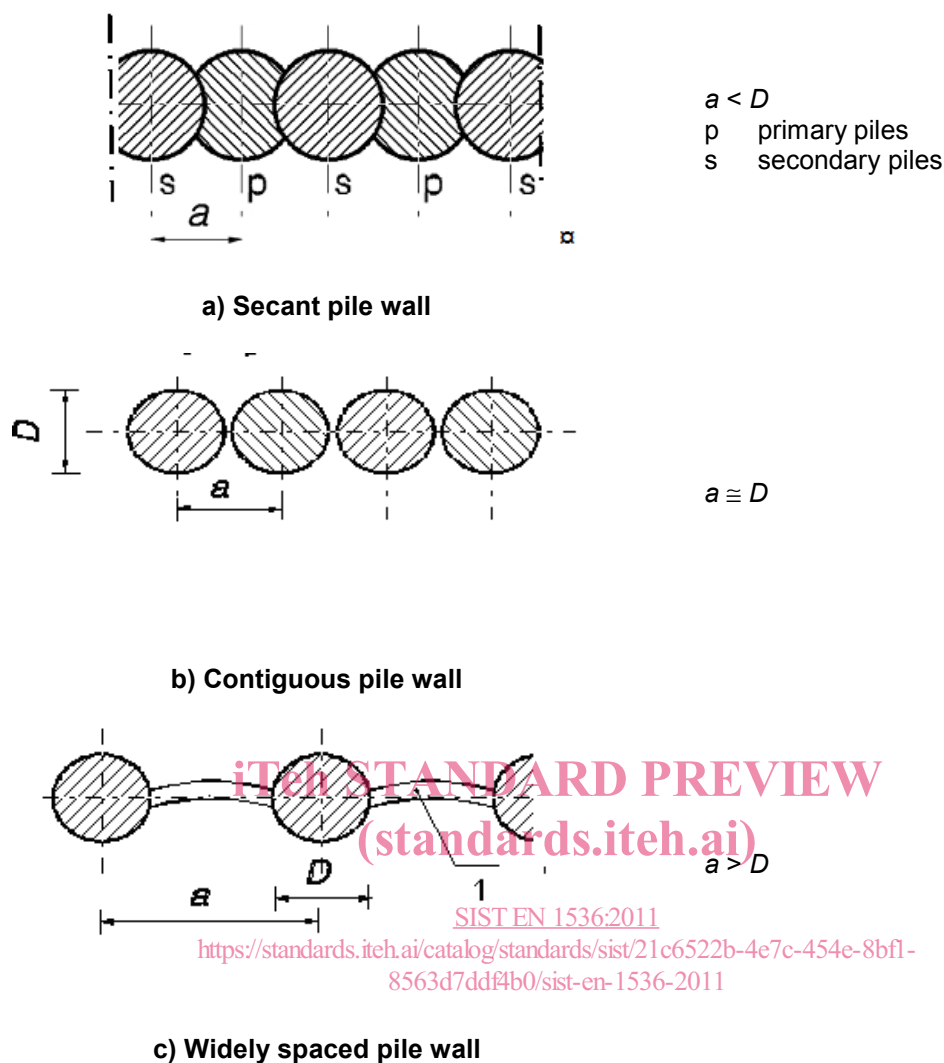 a < D
p primary piles
s secondary piles
s p s p s
a
¤
a) Secant pile wall
D
a
a ≅ D
b) Contiguous pile wall
iTeh STANDARD PREVIEW
(standards.iteh.ai)
a > D
D
a
1
SIST EN 1536:2011
https://standards.iteh.ai/catalog/standards/sist/21c6522b-4e7c-454e-8bf1-
8563d7ddf4b0/sist-en-1536-2011
c) Widely spaced pile wall